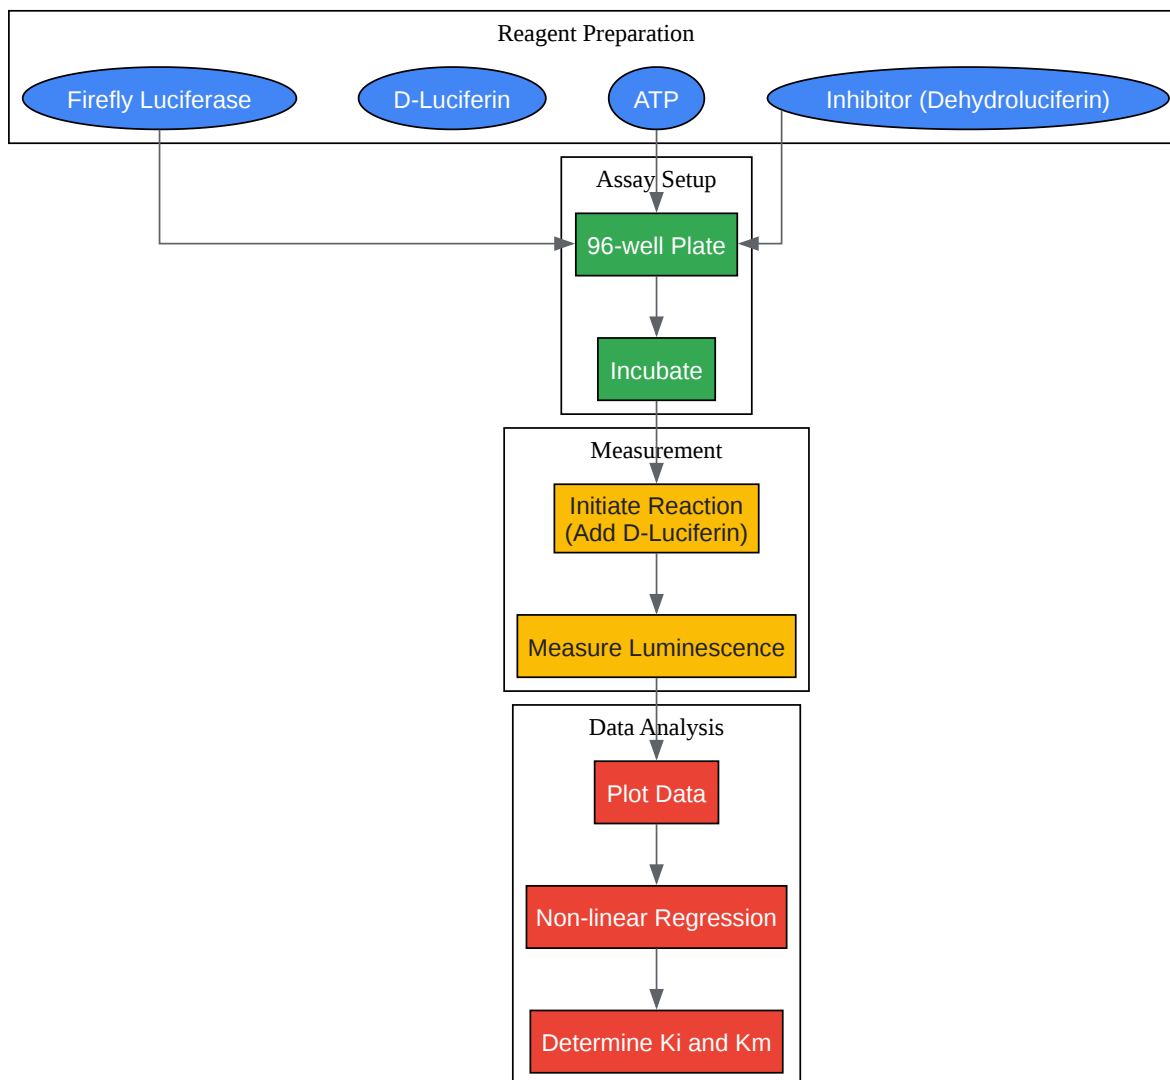 Reagent Preparation
Firefly Luciferase
D-Luciferin
ATP
Inhibitor (Dehydroluciferin)
Assay Setup
96-well Plate
Incubate
Measurement
Initiate Reaction
(Add D-Luciferin)
Measure Luminescence
Data Analysis
Plot Data
Non-linear Regression
Determine Ki and Km